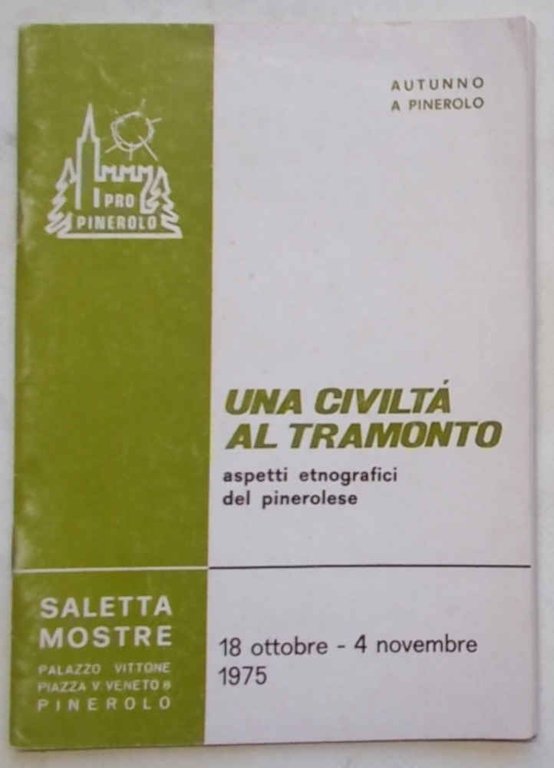 AUTUNNO
A PINEROLO
PRO
PINEROLO
UNA CIVILTÁ
AL TRAMONTO
aspetti etnografici
del pinerolese
SALETTA
MOSTRE
PALAZZO VITTONE
PIAZZA V. VENETO 8
PINEROLO
18 ottobre - 4 novembre
1975